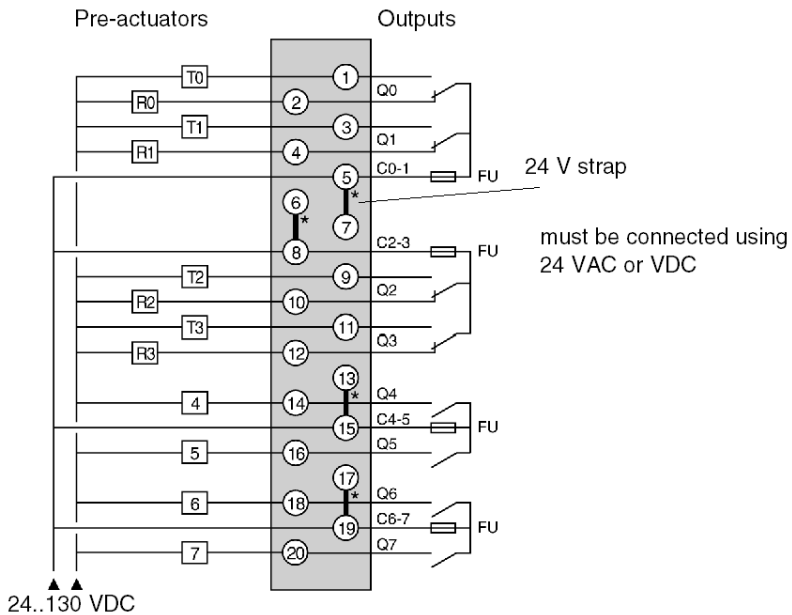 Pre-actuators Outputs
T0 1
R0 2 Q0
T1 3
R1 4 Q1
5 C0-1 FU
24 V strap
6 *
* 7
8 C2-3 FU
must be connected using
24 VAC or VDC
T2 9
R2 10 Q2
T3 11
R3 12 Q3
13
4 14 * Q4
15 C4-5 FU
5 16 Q5
17
6 18 * Q6
19 C6-7 FU
7 20 Q7
24..130 VDC